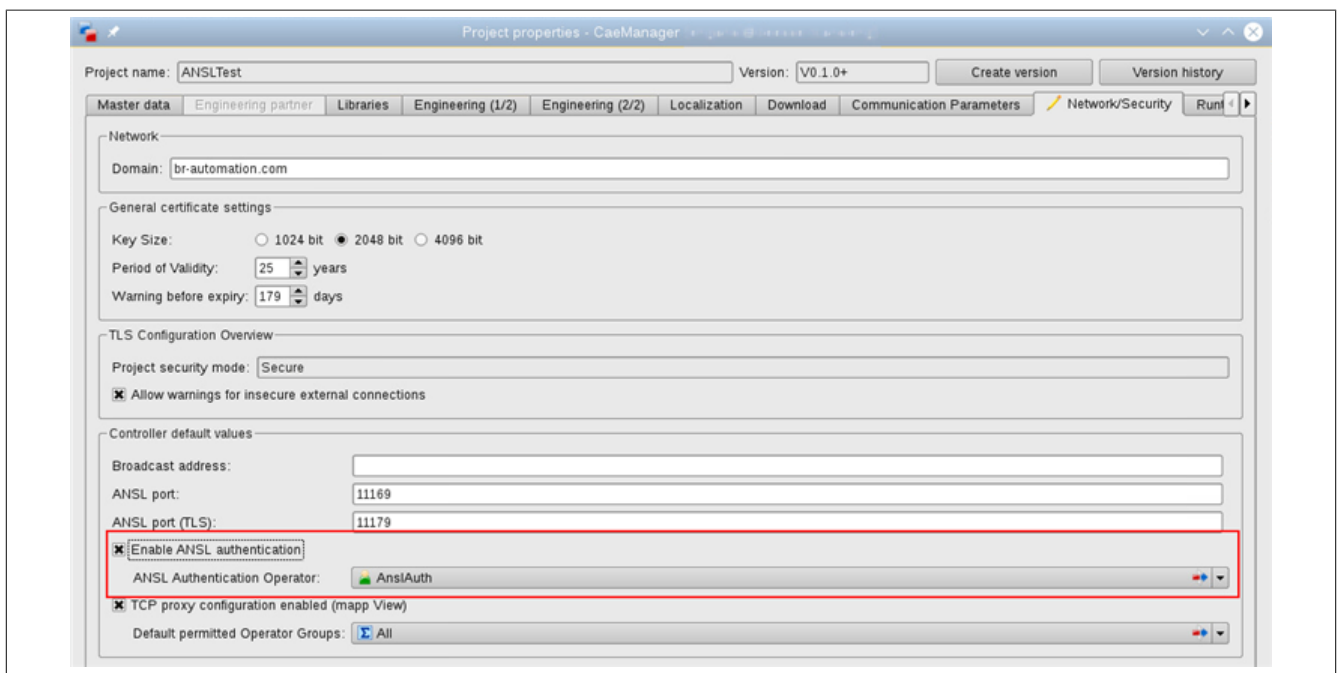 Project properties - CaeManager
Project name: ANSLTest Version: V0.1.0+ Create version Version history
Master data Engineering partner Libraries Engineering (1/2) Engineering (2/2) Localization Download Communication Parameters Network/Security
Network
Domain: br-automation.com
General certificate settings
Key Size: 1024 bit 2048 bit 4096 bit
Period of Validity: 25 years
Warning before expiry: 179 days
TLS Configuration Overview
Project security mode: Secure
Allow warnings for insecure external connections
Controller default values
Broadcast address:
ANSL port: 11169
ANSL port (TLS): 11179
Enable ANSL authentication
ANSL Authentication Operator: AnslAuth
TCP proxy configuration enabled (mapp View)
Default permitted Operator Groups: Σ All